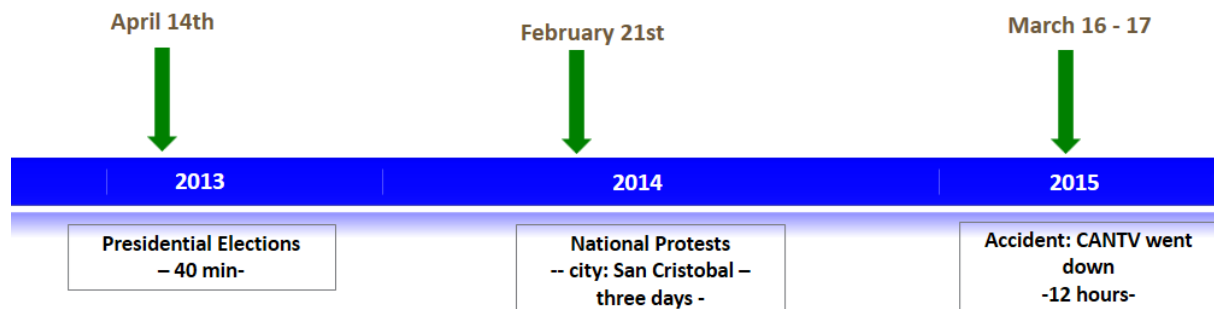 April 14th
February 21st
March 16 - 17
2013
2014
2015
Presidential Elections
– 40 min-
National Protests
-- city: San Cristobal –
three days -
Accident: CANTV went
down
-12 hours-